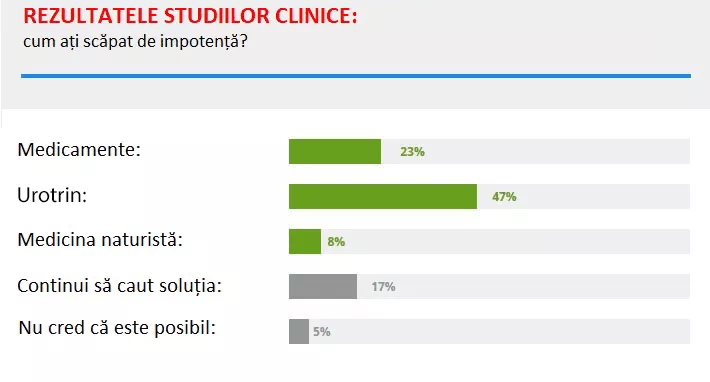 REZULTATELE STUDIILOR CLINICE:
cum ați scăpat de impotență?
Medicamente: 23%
Urotrin: 47%
Medicina naturistă: 8%
Continui să caut soluția: 17%
Nu cred că este posibil: 5%